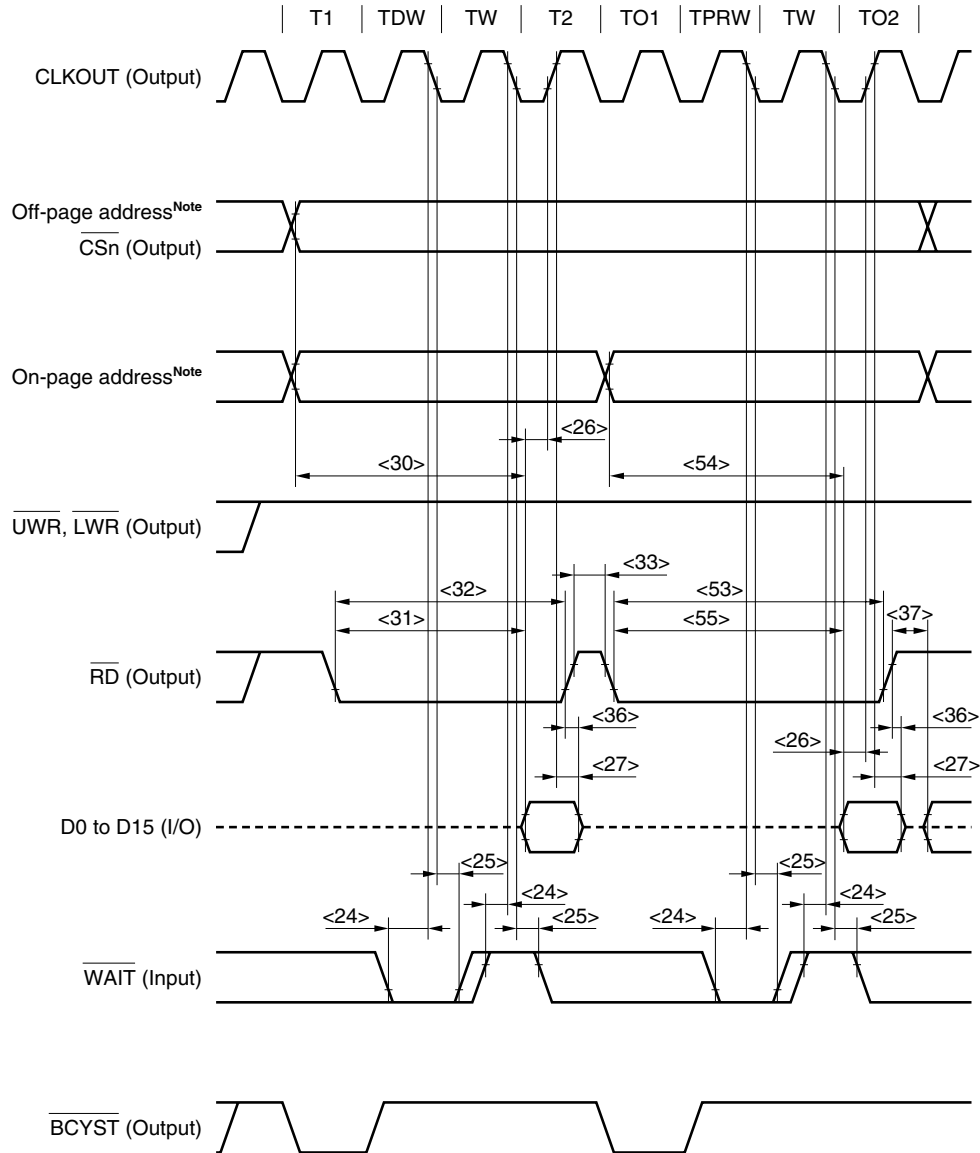 T1 TDW TW T2 TO1 TPRW TW TO2
CLKOUT (Output)
Off-page addressNote
CSn (Output)
On-page addressNote
<26>
<30> <54>
UWR, LWR (Output)
<33>
<32> <53>
<37>
<31> <55>
RD (Output)
<36> <36>
<26>
<27> <27>
D0 to D15 (I/O)
<25> <25>
<24> <24>
<24> <25> <24> <25>
WAIT (Input)
BCYST (Output)